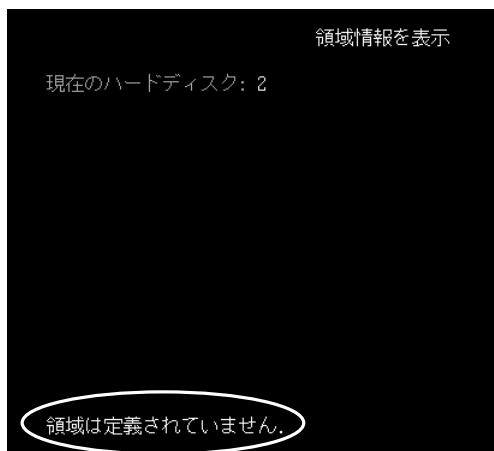 領域情報を表示
現在のハードディスク: 2
領域は定義されていません.